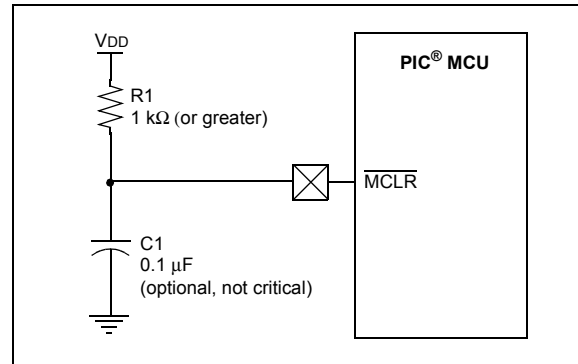 VDD
PIC® MCU
R1
1 kΩ (or greater)
MCLR
C1
0.1 µF
(optional, not critical)